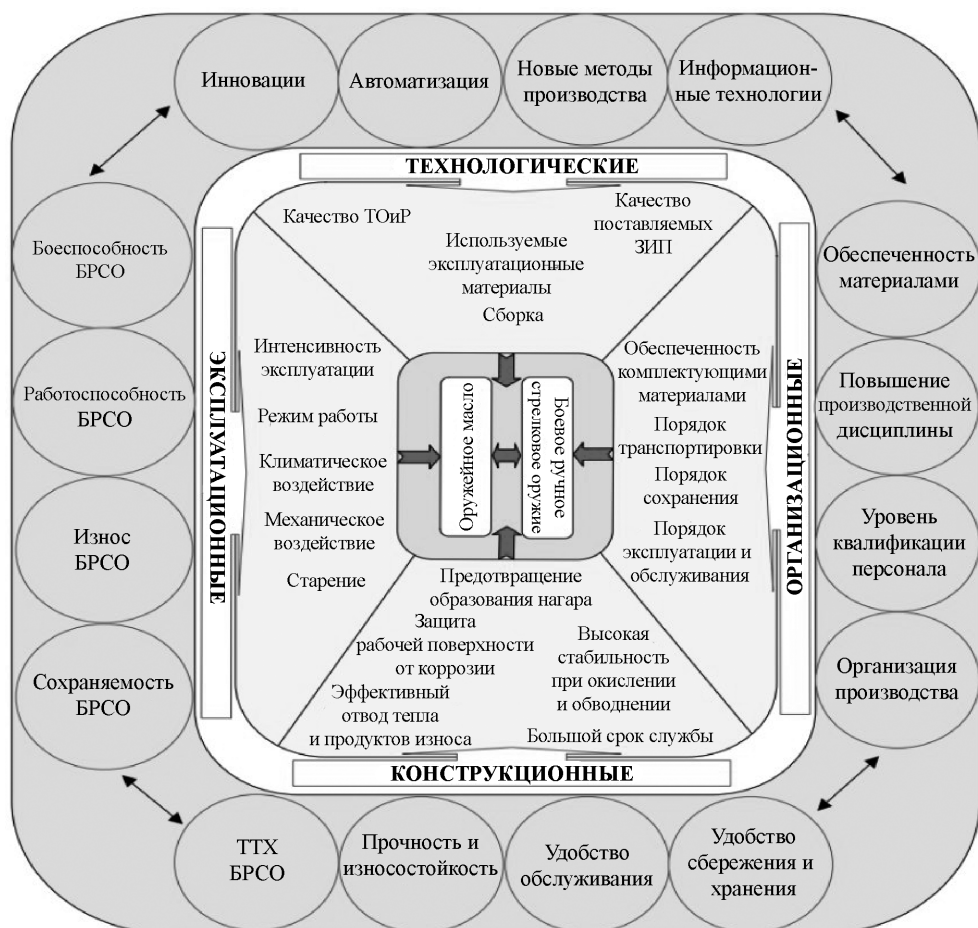 Инновации
Автоматизация
Новые методы
производства
Информацион-
ные технологии
ТЕХНОЛОГИЧЕСКИЕ
Качество ТОиР
Качество
поставляемых
ЗИП
Используемые
эксплуатационные
материалы
Сборка
Боеспособность
БРСО
Работоспособность
БРСО
Износ
БРСО
Сохраняемость
БРСО
ЭКСПЛУАТАЦИОННЫЕ
Интенсивность
эксплуатации
Режим работы
Климатическое
воздействие
Механическое
воздействие
Старение
Оружейное масло
Боевое ручное
стрелковое оружие
Обеспеченность
комплектующими
материалами
Порядок
транспортировки
Порядок
сохранения
Порядок
эксплуатации и
обслуживания
ОРГАНИЗАЦИОННЫЕ
Обеспеченность
материалами
Повышение
производственной
дисциплины
Уровень
квалификации
персонала
Организация
производства
Предотвращение
образования нагара
Защита
рабочей поверхности
от коррозии
Эффективный
отвод тепла
и продуктов износа
Высокая
стабильность
при окислении
и обводнении
Большой срок службы
КОНСТРУКЦИОННЫЕ
ТТХ
БРСО
Прочность и
износостойкость
Удобство
обслуживания
Удобство
сбережения и
хранения